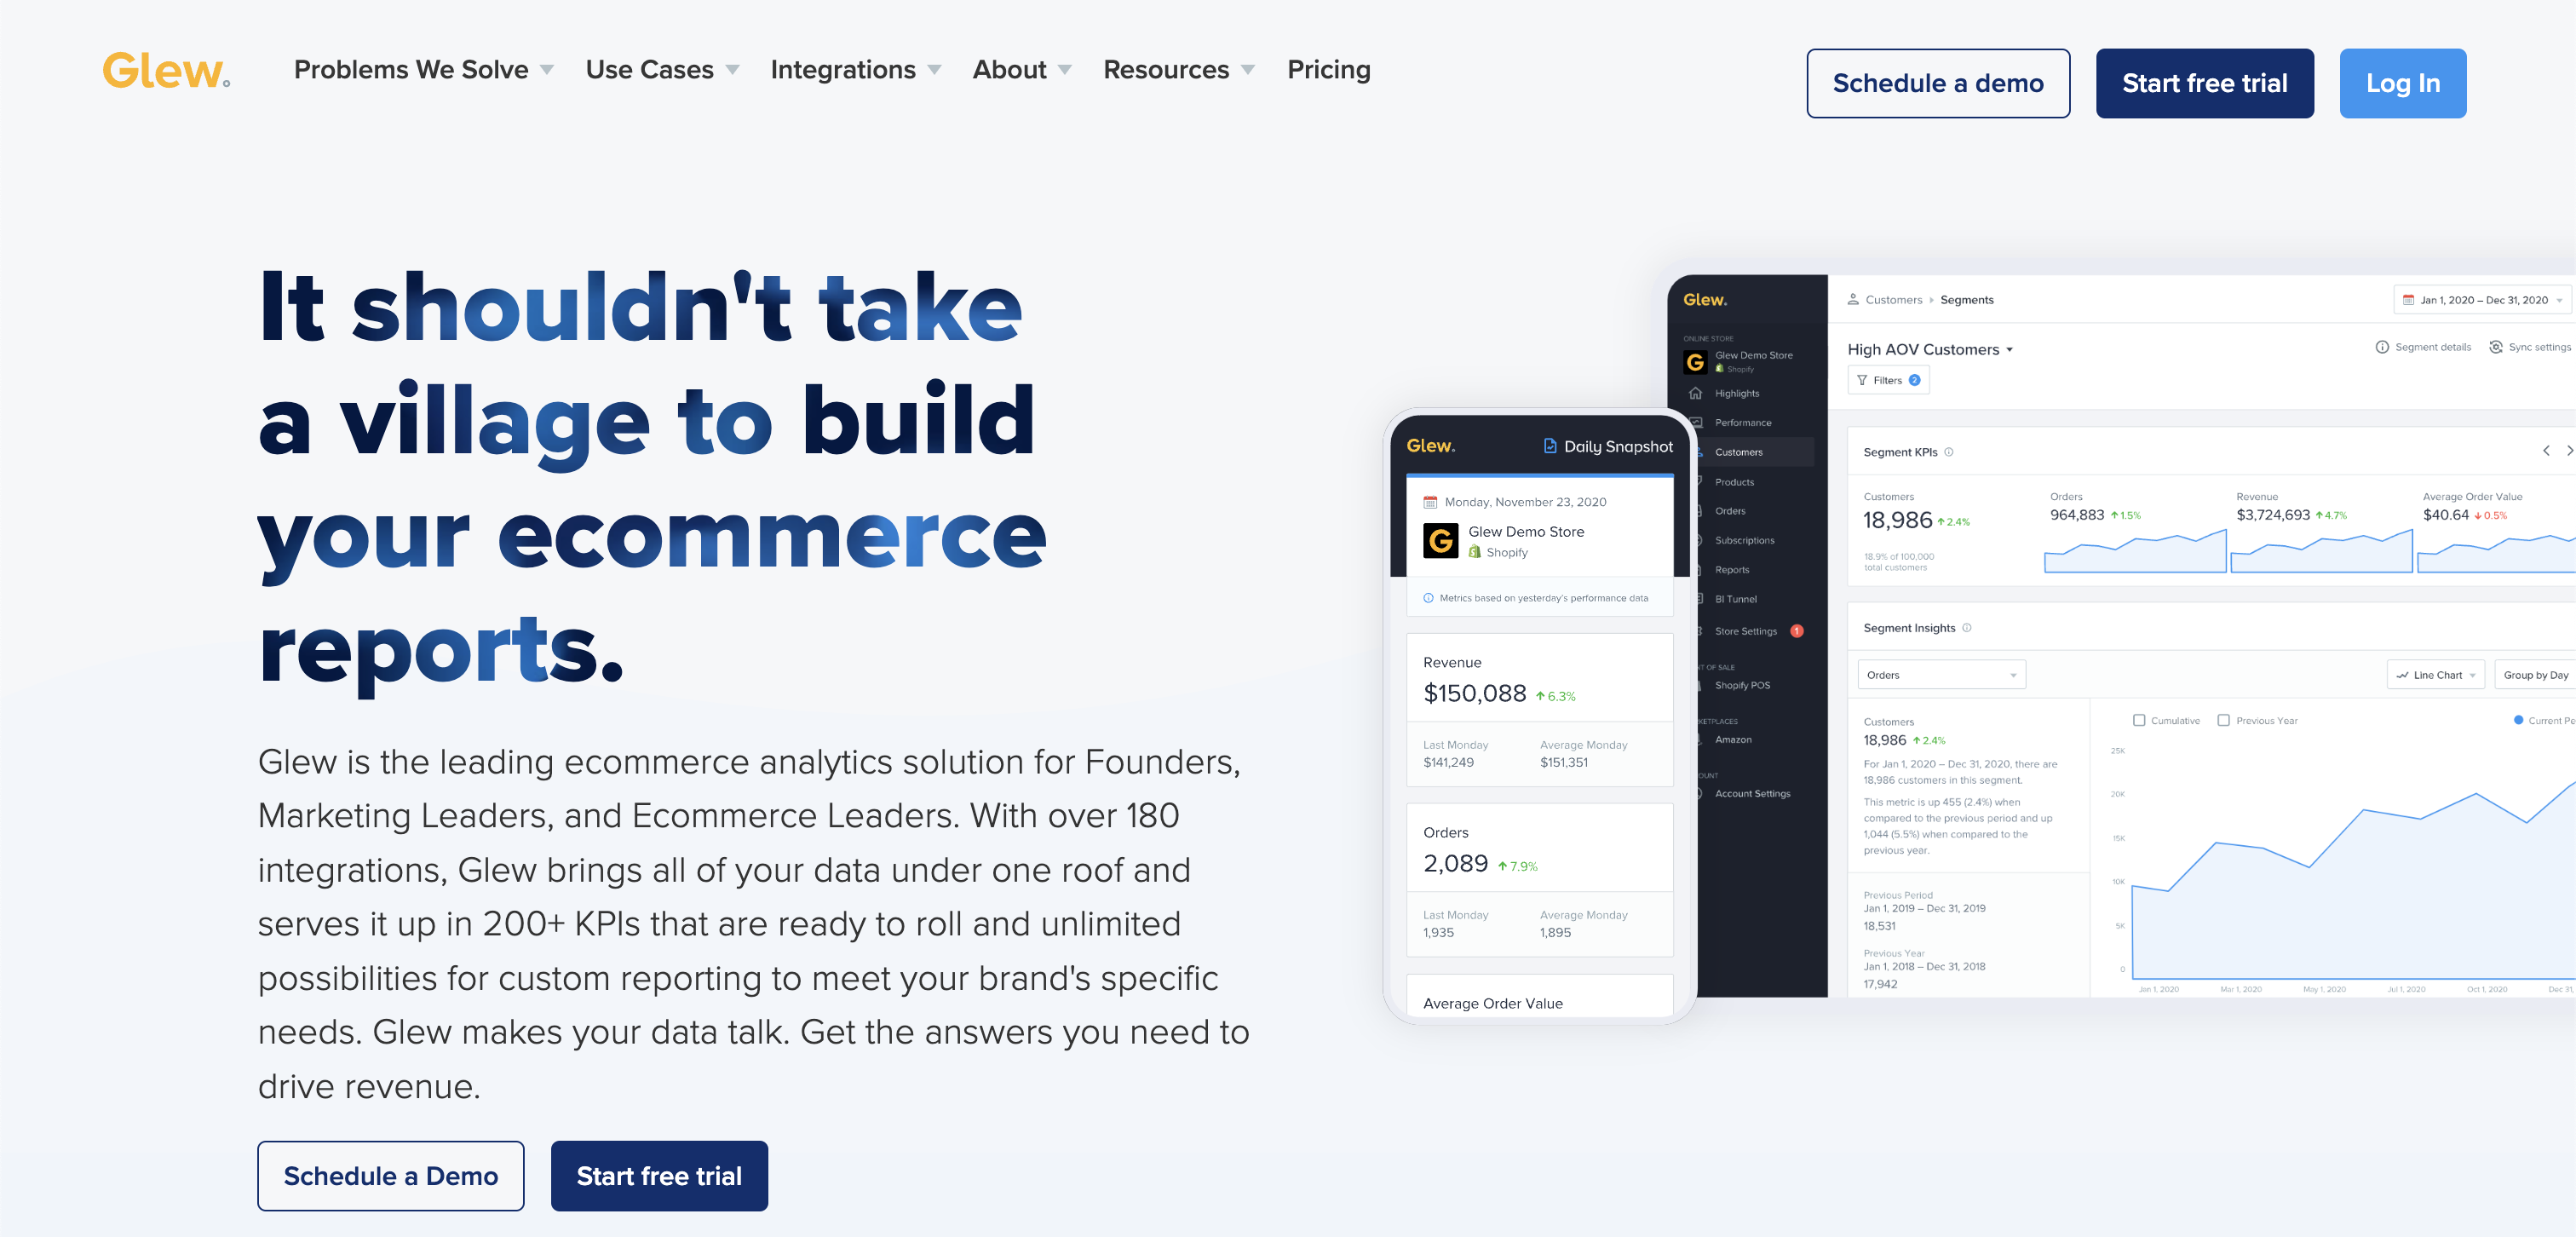 Glew.
Problems We Solve
Use Cases
Integrations
About
Resources
Pricing
Schedule a demo
Start free trial
Log In
It shouldn't take
a village to build
your ecommerce
reports.
Glew is the leading ecommerce analytics solution for Founders,
Marketing Leaders, and Ecommerce Leaders. With over 180
integrations, Glew brings all of your data under one roof and
serves it up in 200+ KPIs that are ready to roll and unlimited
possibilities for custom reporting to meet your brand's specific
needs. Glew makes your data talk. Get the answers you need to
drive revenue.
Schedule a Demo
Start free trial
Glew.
Daily Snapshot
Monday, November 23, 2020
G
Glew Demo Store
Shopify
Metrics based on yesterday's performance data
Revenue
$150,088 6.3%
Last Monday Average Monday
$141,249 $151,351
Orders
2,089 7.9%
Last Monday Average Monday
1,935 1,895
Average Order Value
Glew.
ONLINE STORE
G
Glew Demo Store
Shopify
Highlights
Performance
Customers
Products
Orders
Subscriptions
Reports
BI Tunnel
Store Settings 1
NT OF SALE
Shopify POS
KETPLACES
Amazon
OUNT
Account Settings
Customers Segments
Jan 1, 2020 – Dec 31, 2020
High AOV Customers
Segment details
Sync settings
Filters 2
Segment KPIs
Customers Orders Revenue Average Order Value
18,986 2.4% 964,883 1.5% $3,724,693 4.7% $40.64 0.5%
18.9% of 100,000
total customers
Segment Insights
Orders
Line Chart
Group by Day
Customers
18,986 2.4%
For Jan 1, 2020 – Dec 31, 2020, there are
18,986 customers in this segment.
This metric is up 455 (2.4%) when
compared to the previous period and up
1,044 (5.5%) when compared to the
previous year.
Previous Period
Jan 1, 2019 – Dec 31, 2019
18,531
Previous Year
Jan 1, 2018 – Dec 31, 2018
17,942
Cumulative
Previous Year
Current Pe
25K
20K
15K
10K
5K
0
Jan 1, 2020 Mar 1, 2020 May 1, 2020 Jul 1, 2020 Oct 1, 2020 Dec 31,